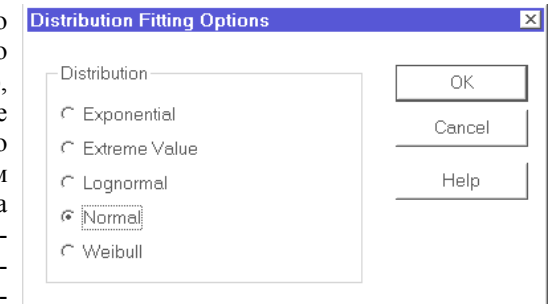 Distribution Fitting Options
Distribution
Exponential
Extreme Value
Lognormal
Normal
Weibull
OK
Cancel
Help